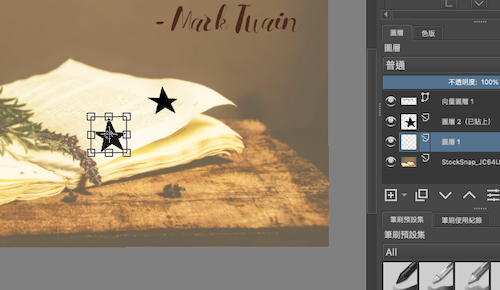 - Mark Twain
圖層
色版
圖層
普通
不透明度: 100%
向量圖層 1
圖層 2 (已貼上)
圖層 1
StockSnap_JC64U
筆刷預設集
筆刷使用紀錄
筆刷預設集
All